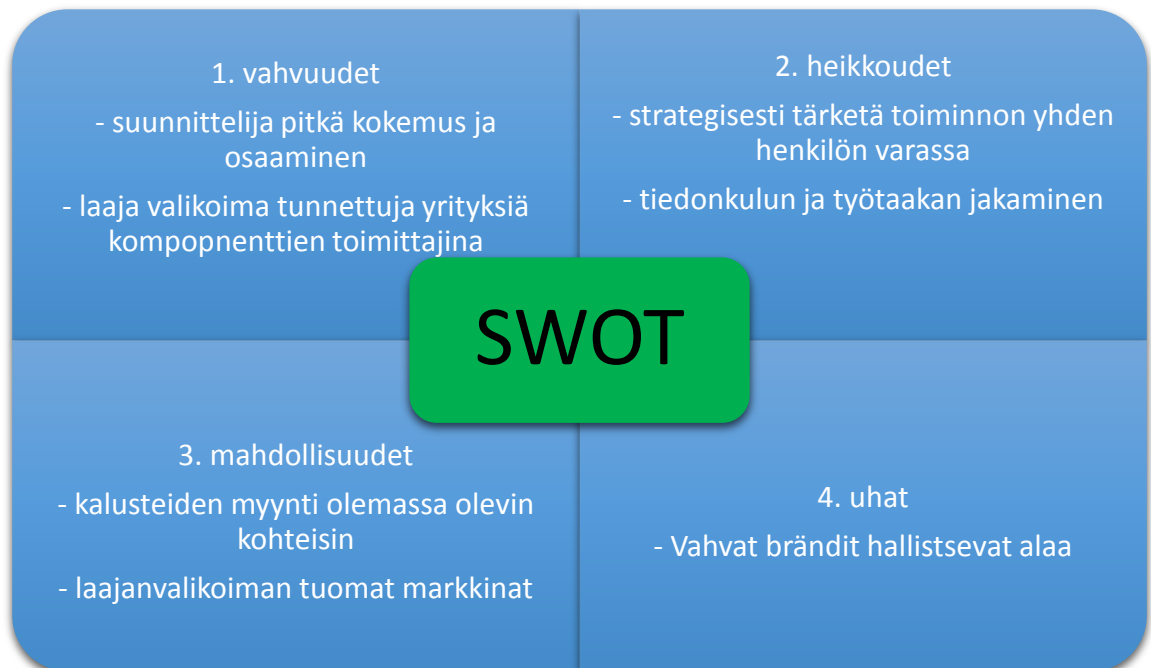 1. vahvuudet
- suunnittelija pitkä kokemus ja
osaaminen
- laaja valikoima tunnettuja yrityksiä
kompopnenttien toimittajina
2. heikkoudet
- strategisesti tärketä toiminnon yhden
henkilön varassa
- tiedonkulun ja työtaakan jakaminen
SWOT
3. mahdollisuudet
- kalusteiden myynti olemassa olevin
kohteisin
- laajanvalikoiman tuomat markkinat
4. uhat
- Vahvat brändit hallistsevat alaa